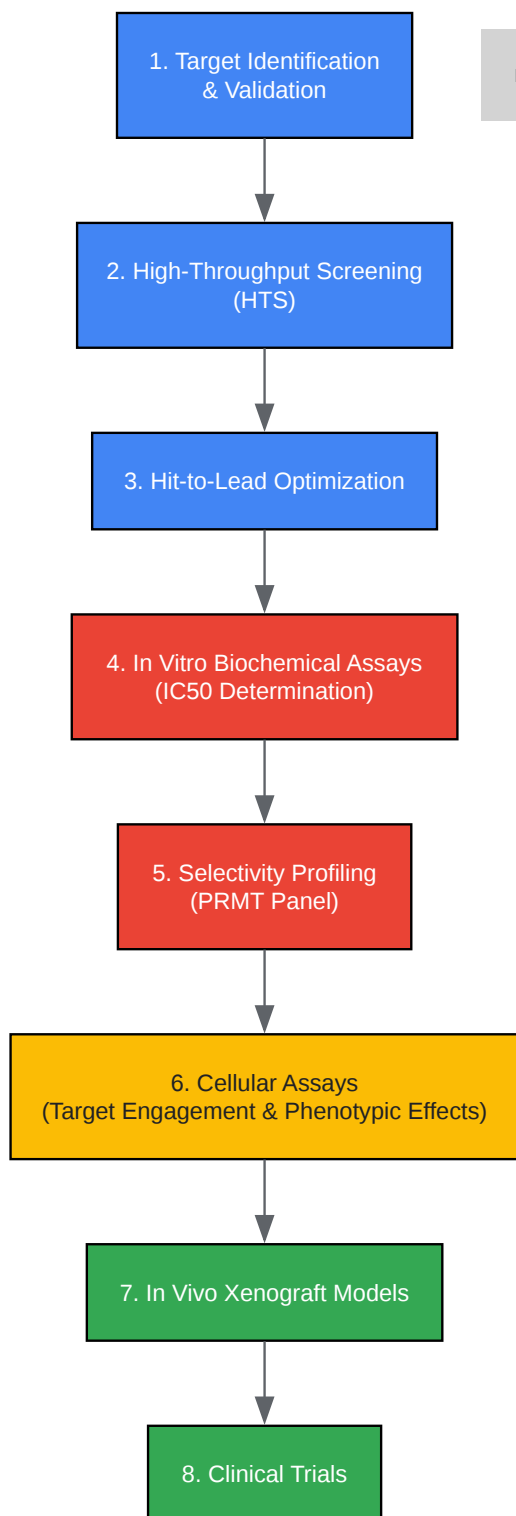 1. Target Identification
& Validation
2. High-Throughput Screening
(HTS)
3. Hit-to-Lead Optimization
4. In Vitro Biochemical Assays
(IC50 Determination)
5. Selectivity Profiling
(PRMT Panel)
6. Cellular Assays
(Target Engagement & Phenotypic Effects)
7. In Vivo Xenograft Models
8. Clinical Trials